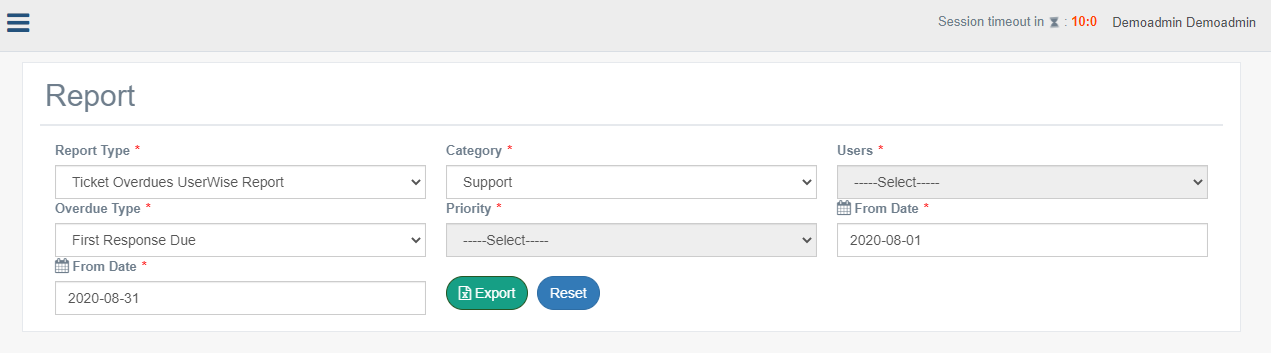 Session timeout in : 10:0 Demoadmin Demoadmin
Report
Report Type * Category * Users *
Ticket Overdues UserWise Report Support -----Select-----
Overdue Type * Priority * From Date *
First Response Due -----Select----- 2020-08-01
From Date *
2020-08-31 Export Reset